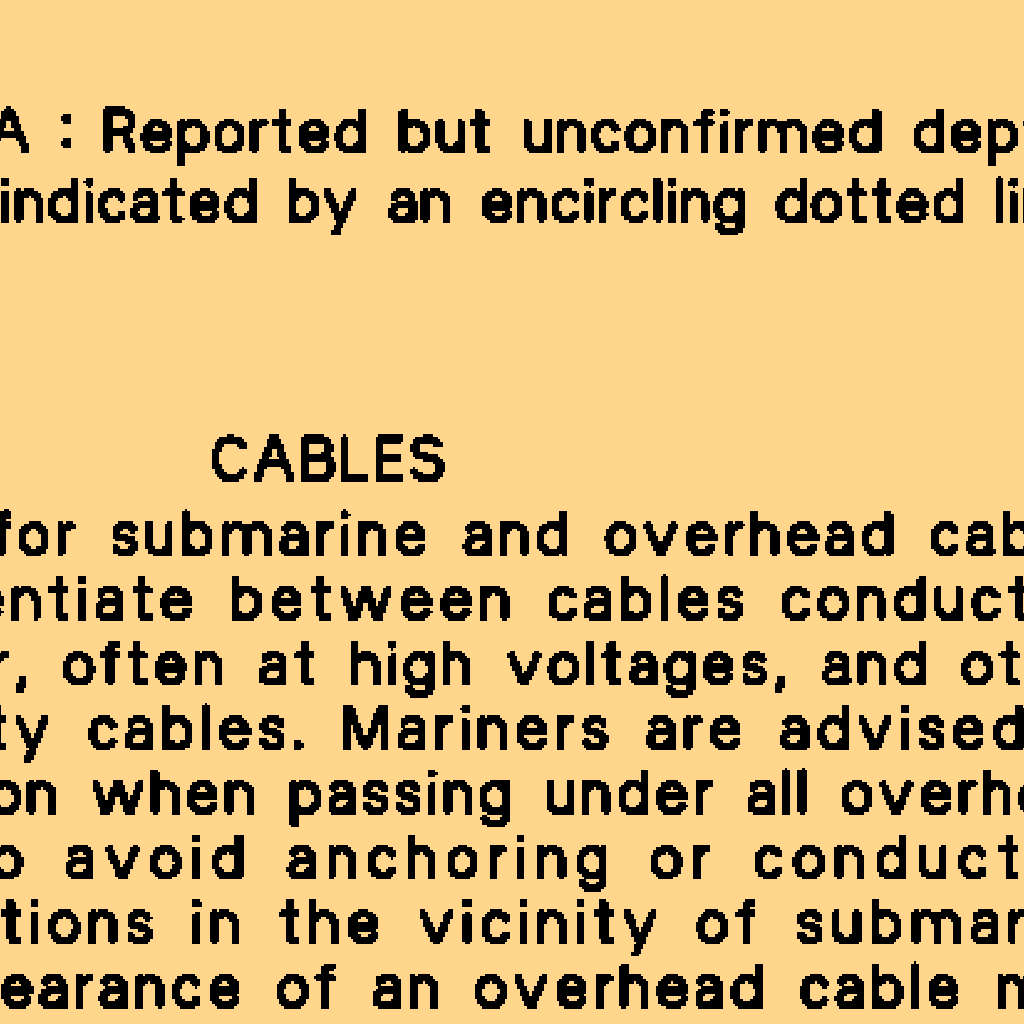 A : Reported but unconfirmed dept
indicated by an encircling dotted lin
CABLES
for submarine and overhead cab
entiate between cables conduct
r, often at high voltages, and ot
ty cables. Mariners are advised
on when passing under all overhe
o avoid anchoring or conduct
tions in the vicinity of submar
earance of an overhead cable m